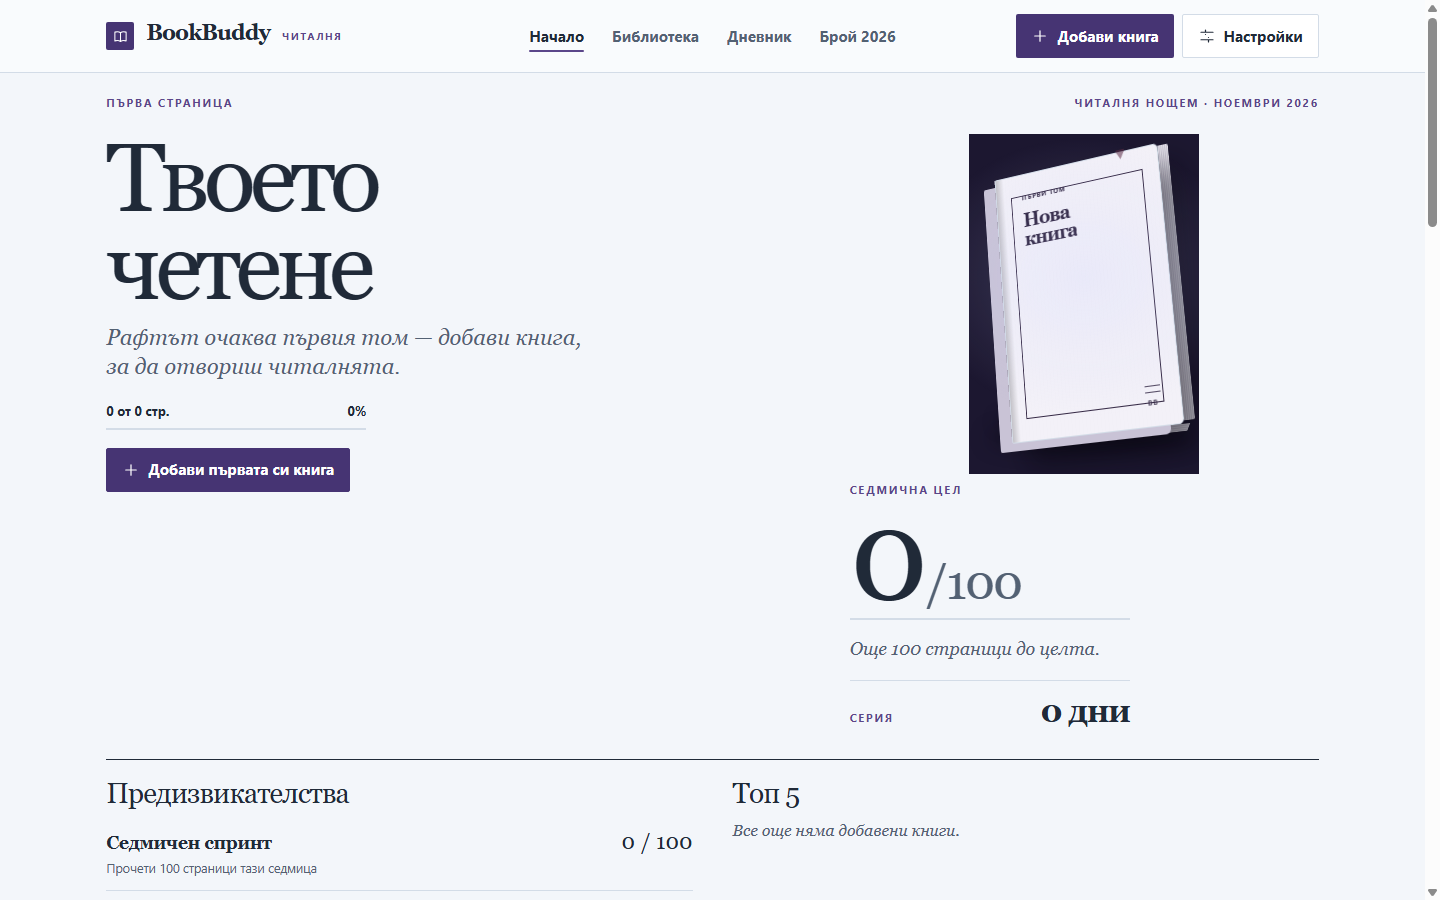 BookBuddy ЧИТАЛНЯ
Начало
Библиотека
Дневник
Брой 2026
Добави книга
Настройки
ПЪРВА СТРАНИЦА
ЧИТАЛНЯ НОЩЕМ · НОЕМВРИ 2026
Твоето
четене
Рафтът очаква първия том — добави книга,
за да отвориш читалнята.
0 от 0 стр.
0%
Добави първата си книга
ПЪРВИ ТОМ
Нова
книга
BB
СЕДМИЧНА ЦЕЛ
0/100
Още 100 страници до целта.
СЕРИЯ
0 дни
Предизвикателства
Седмичен спринт
0 / 100
Прочети 100 страници тази седмица
Топ 5
Все още няма добавени книги.